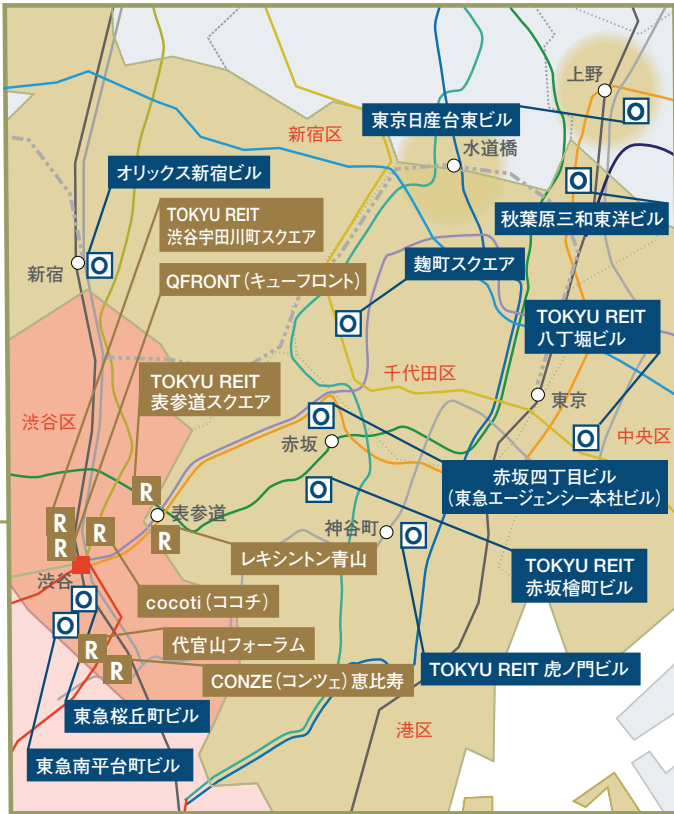 上野
東京日産台東ビル
新宿区
水道橋
オリックス新宿ビル
秋葉原三和東洋ビル
TOKYU REIT
渋谷宇田川町スクエア
新宿
麹町スクエア
QFRONT（キューフロント）
TOKYU REIT
八丁堀ビル
千代田区
TOKYU REIT
表参道スクエア
東京
渋谷区
中央区
赤坂
赤坂四丁目ビル
（東急エージェンシー本社ビル）
R
表参道
R
R
R
R
神谷町
レキシントン青山
TOKYU REIT
赤坂檜町ビル
渋谷
cocoti（ココチ）
代官山フォーラム
R
R
TOKYU REIT 虎ノ門ビル
CONZE（コンツェ）恵比寿
東急桜丘町ビル
港区
東急南平台町ビル